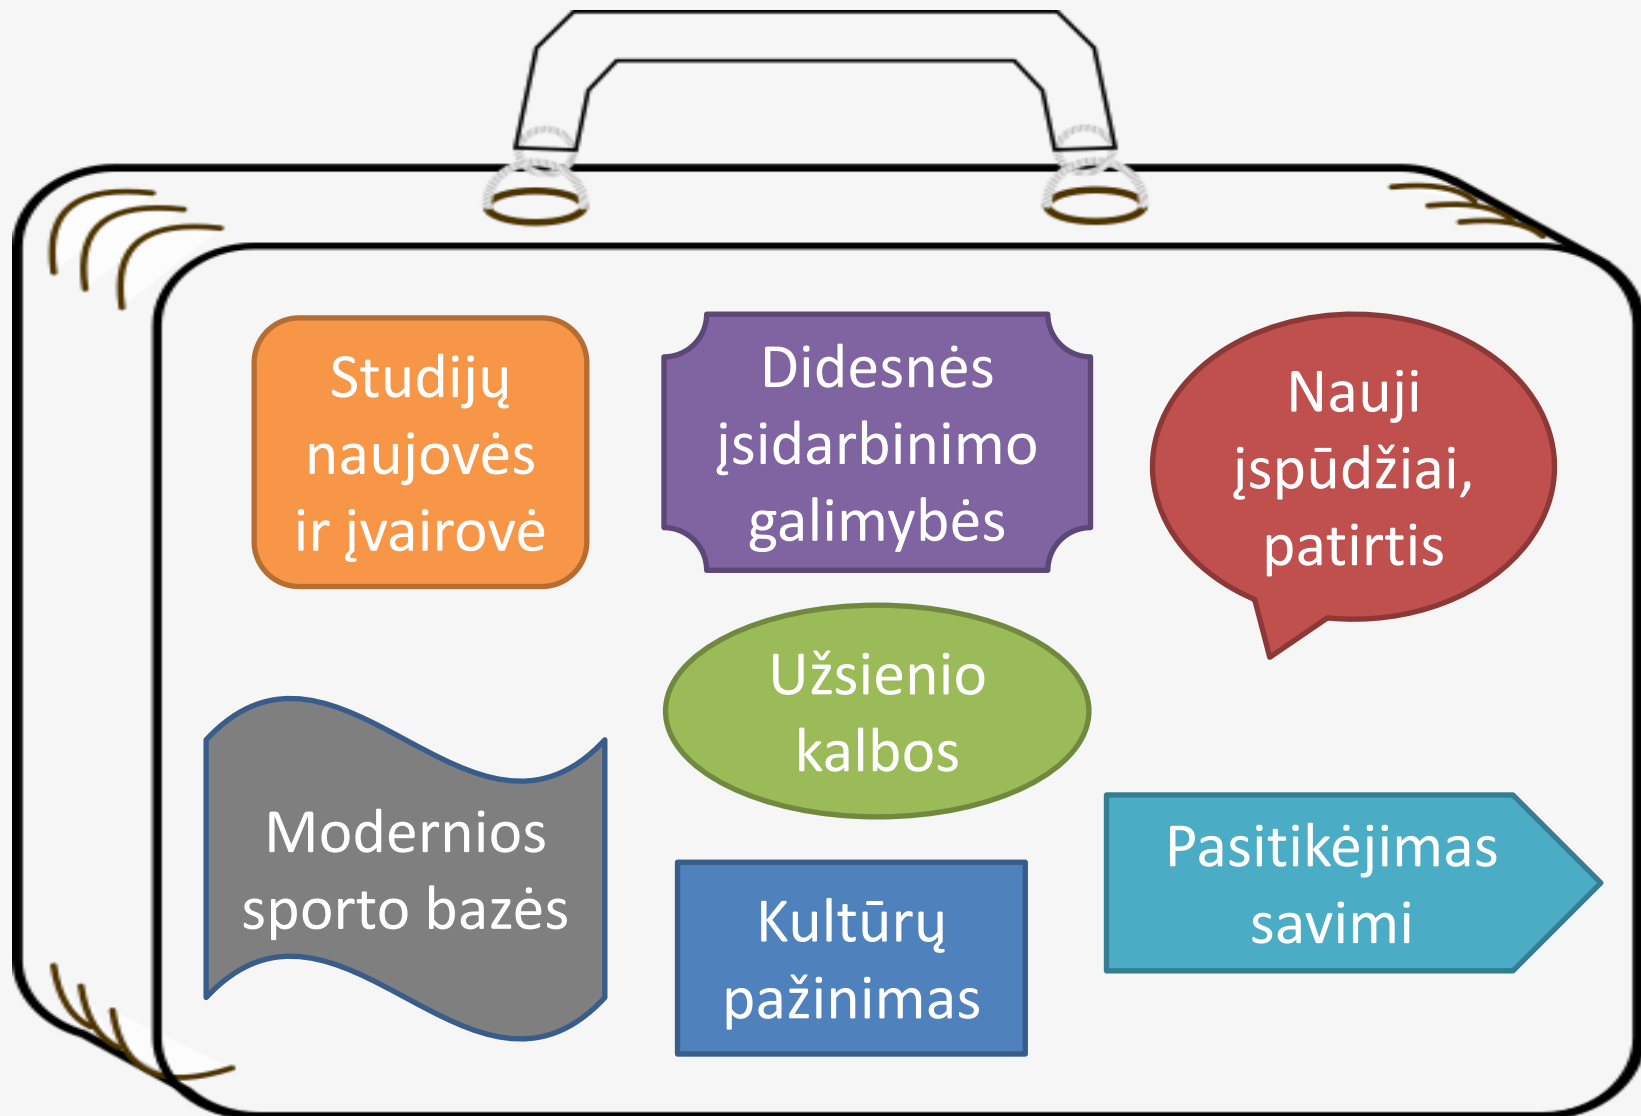 Studijų
naujovės
ir įvairovė
Didesnės
įsidarbinimo
galimybės
Nauji
įspūdžiai,
patirtis
Užsienio
kalbos
Modernios
sporto bazės
Kultūrų
pažinimas
Pasitikėjimas
savimi